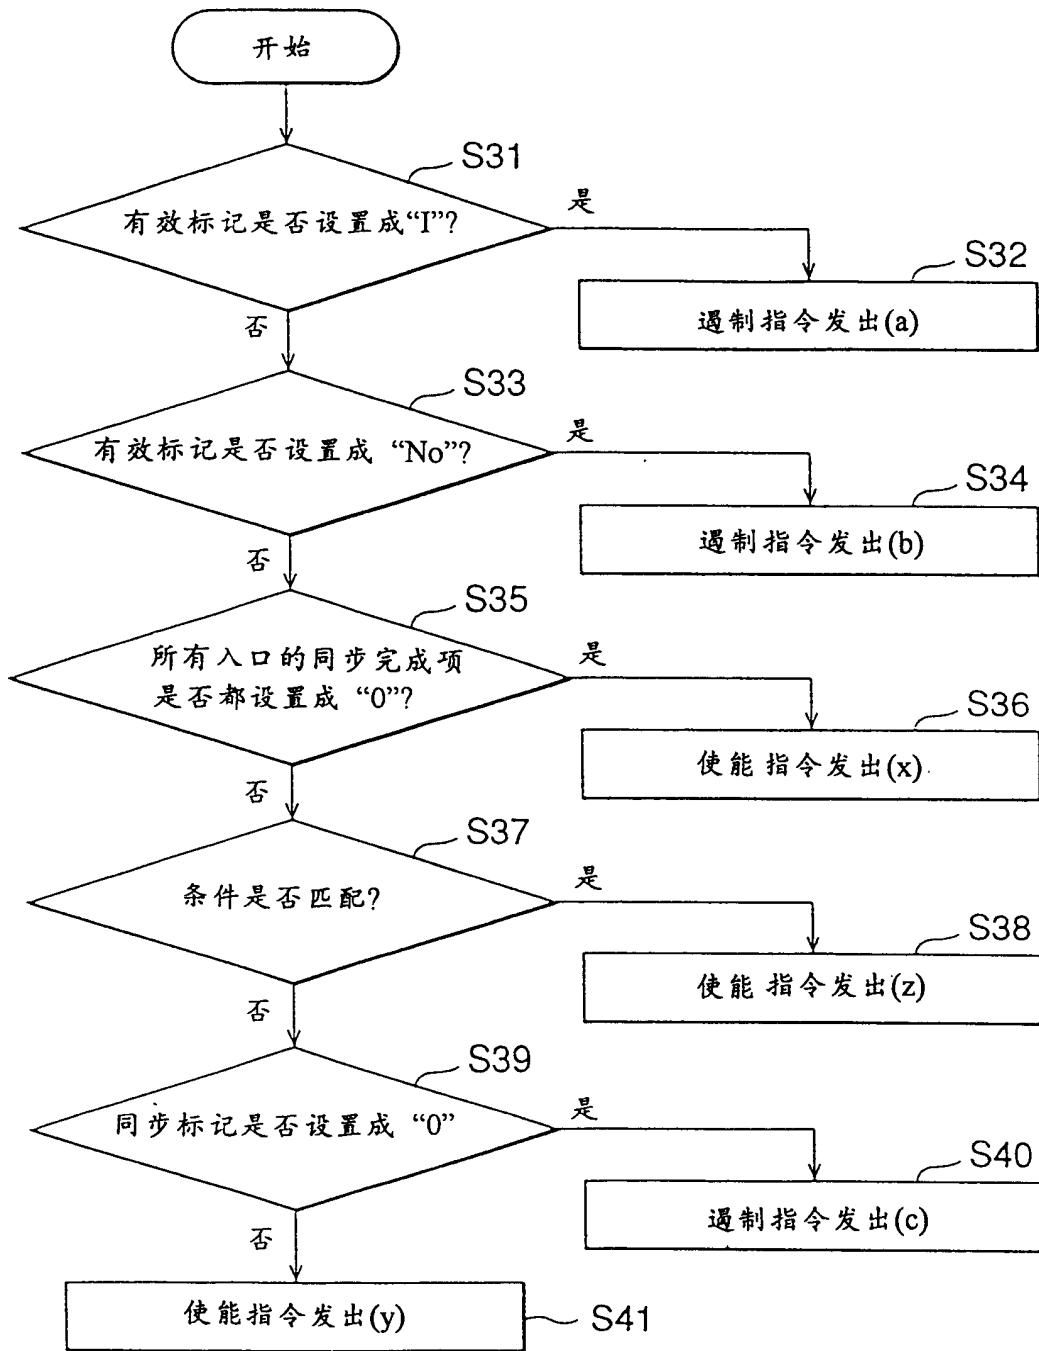 开始
S31
有效标记是否设置成“I”?
是
S32
遏制指令发出(a)
否
S33
有效标记是否设置成 “No”?
是
S34
遏制指令发出(b)
否
S35
所有入口的同步完成项
是否都设置成 “0”?
是
S36
使能指令发出(x)
否
S37
条件是否匹配?
是
S38
使能 指令发出(z)
否
S39
同步标记是否设置成 “0”
是
S40
遏制指令发出(c)
否
使能指令发出(y)
S41